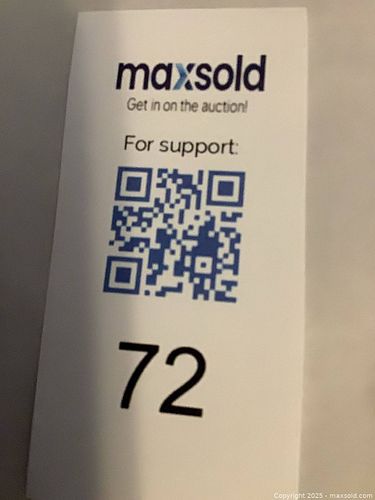 maxsold
Get in on the auction!
For support:
72
Copyright 2025 - maxsold.com